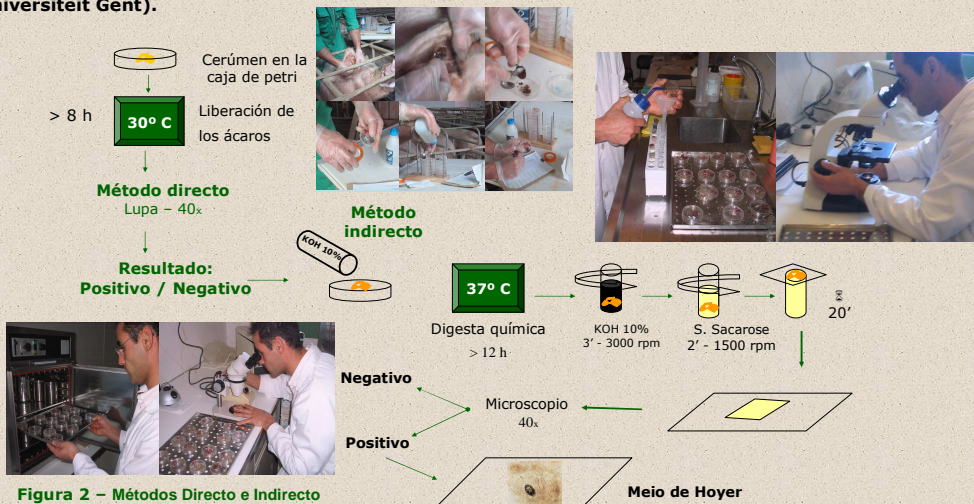 niversiteit Gent).
Cerúmen en la
caja de petri
> 8 h
30º C
Liberación de
los ácaros
Método directo
Lupa – 40x
Resultado:
Positivo / Negativo
Método
indirecto
KOH 10%
37º C
Digesta química
> 12 h
KOH 10%
3’ - 3000 rpm
S. Sacarose
2’ - 1500 rpm
20’
Microscopio
40x
Negativo
Positivo
Meio de Hoyer
Figura 2 – Métodos Directo e Indirecto